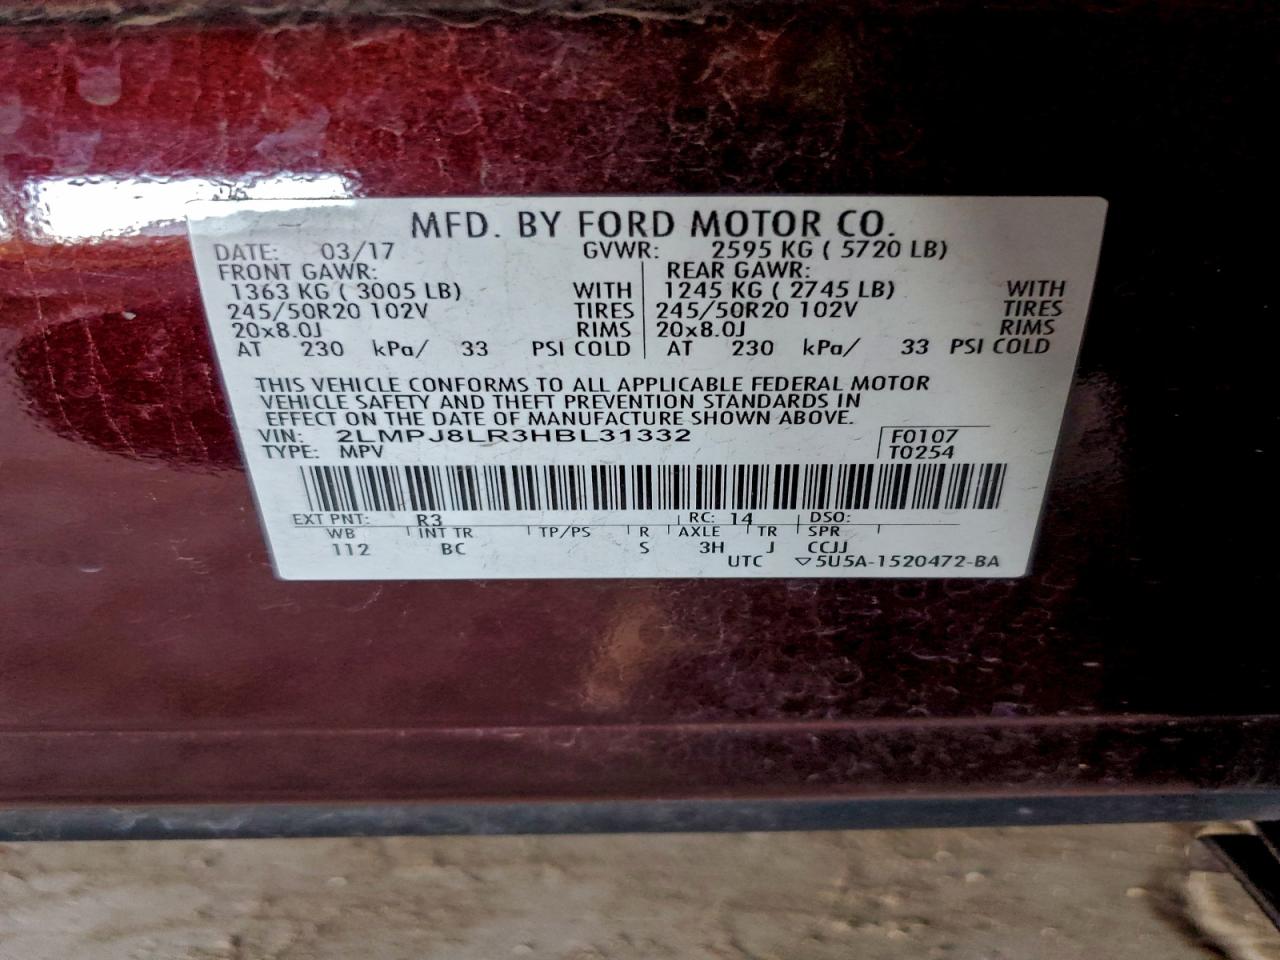 MFD. BY FORD MOTOR CO.
DATE: 03/17 GVWR: 2595 KG ( 5720 LB)
FRONT GAWR: REAR GAWR:
1363 KG ( 3005 LB) WITH 1245 KG ( 2745 LB) WITH
245/50R20 102V TIRES 245/50R20 102V TIRES
20x8.0J RIMS 20x8.0J RIMS
AT 230 kPa/ 33 PSI COLD AT 230 kPa/ 33 PSI COLD
THIS VEHICLE CONFORMS TO ALL APPLICABLE FEDERAL MOTOR
VEHICLE SAFETY AND THEFT PREVENTION STANDARDS IN
EFFECT ON THE DATE OF MANUFACTURE SHOWN ABOVE.
VIN: 2LMPJ8LR3HBL31332 F0107
TYPE: MPV T0254
EXT PNT: R3 RC: 14 DSO:
WB INT TR TP/PS R AXLE TR SPR
112 BC S 3H J CCJJ
UTC ▽5U5A-1520472-BA